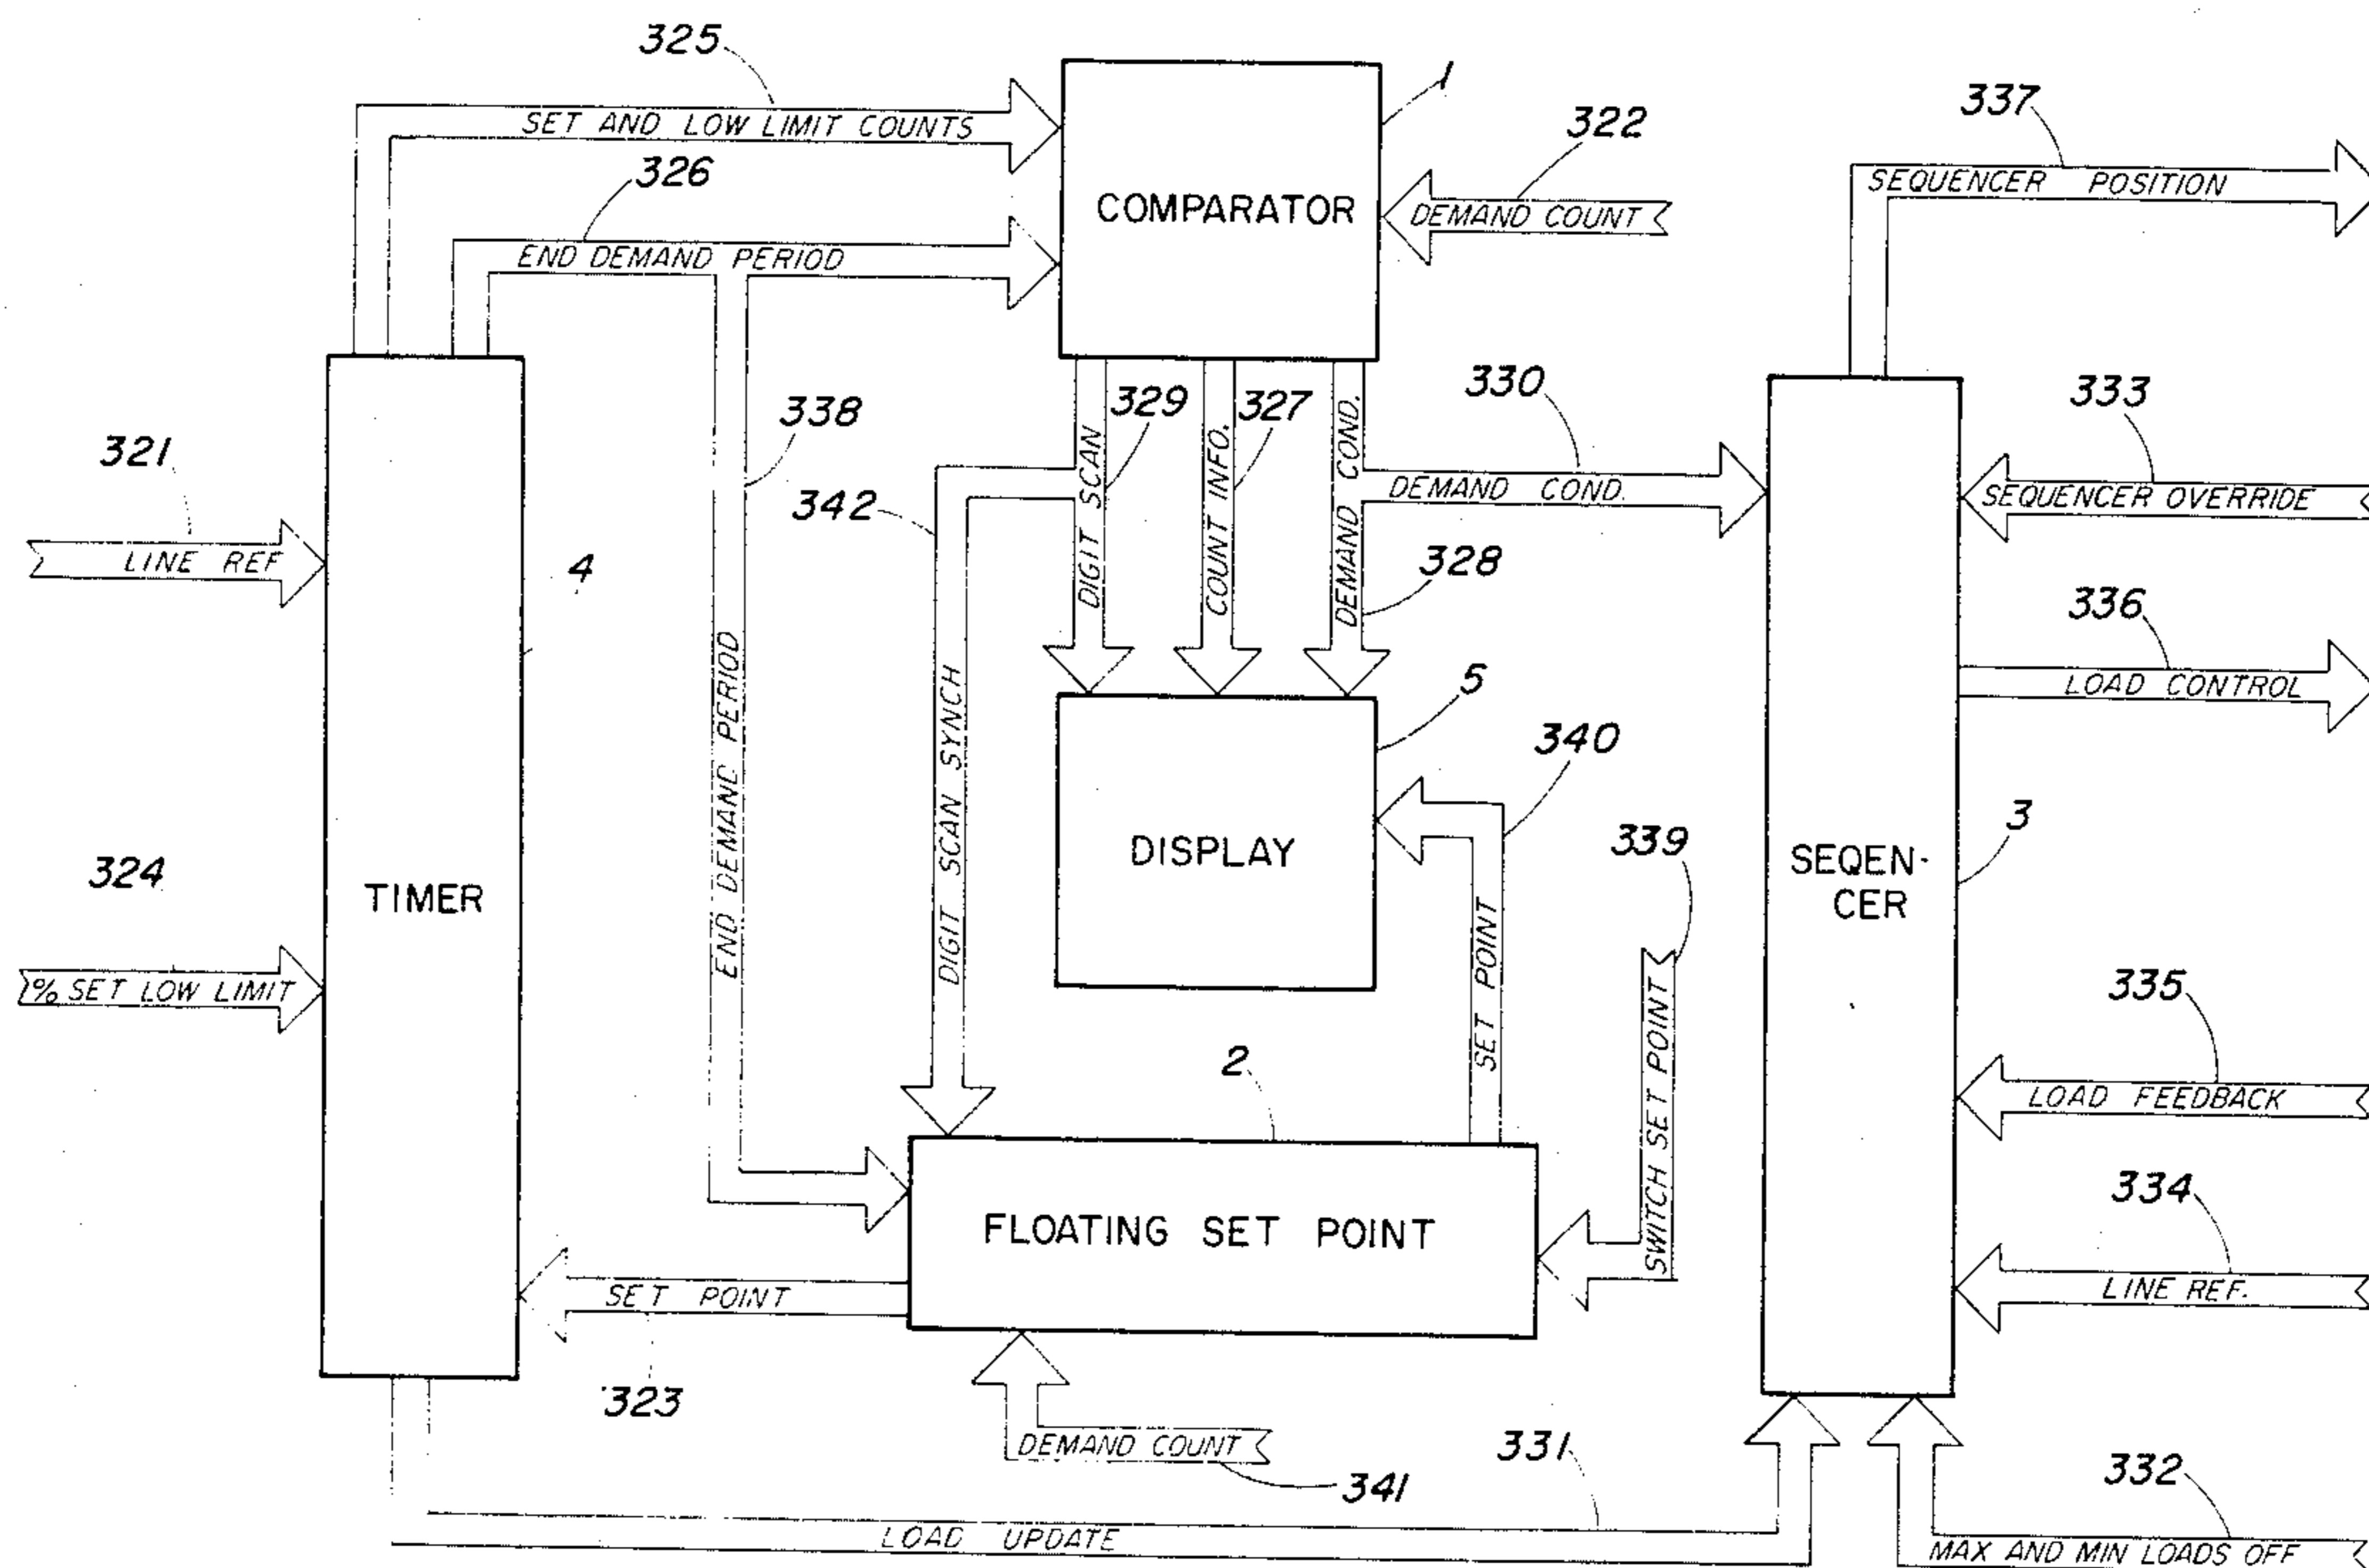 325
1
SET AND LOW LIMIT COUNTS
322
337
326
COMPARATOR
DEMAND COUNT
SEQUENCER POSITION
END DEMAND PERIOD
338
329
327
330
333
321
342
DIGIT SCAN
COUNT INFO.
DEMAND COND.
DEMAND COND.
SEQUENCER OVERRIDE
LINE REF
4
328
336
END DEMAND PERIOD
DIGIT SCAN SYNCH
5
340
LOAD CONTROL
324
TIMER
DISPLAY
339
SEQEN-
CER
3
% SET LOW LIMIT
SET POINT
SWITCH SET POINT
335
2
LOAD FEEDBACK
FLOATING SET POINT
334
SET POINT
LINE REF.
323
DEMAND COUNT
331
332
341
LOAD UPDATE
MAX AND MIN LOADS OFF